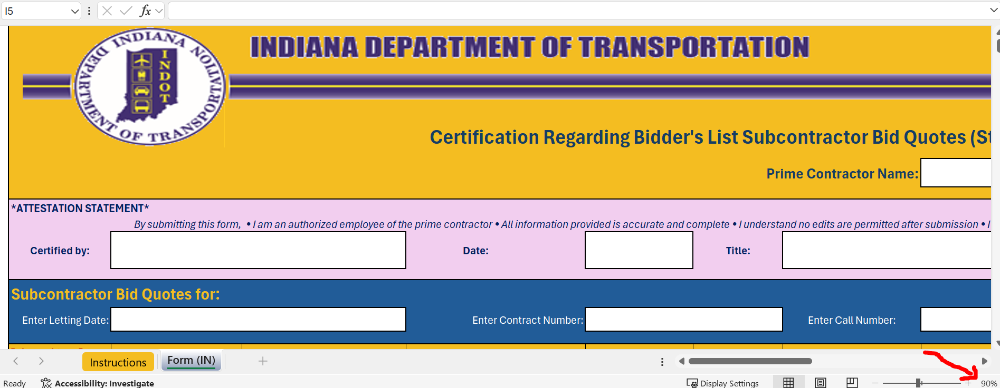 I5
fx
INDIANA DEPARTMENT OF TRANSPORTATION
INDIANA DEPARTMENT OF TRANSPORTATION
INDOT
Certification Regarding Bidder's List Subcontractor Bid Quotes (St
Prime Contractor Name:
*ATTESTATION STATEMENT*
By submitting this form, • I am an authorized employee of the prime contractor • All information provided is accurate and complete • I understand no edits are permitted after submission • I
Certified by: Date: Title:
Subcontractor Bid Quotes for:
Enter Letting Date: Enter Contract Number: Enter Call Number:
Instructions Form (IN)
Ready Accessibility: Investigate Display Settings 90%